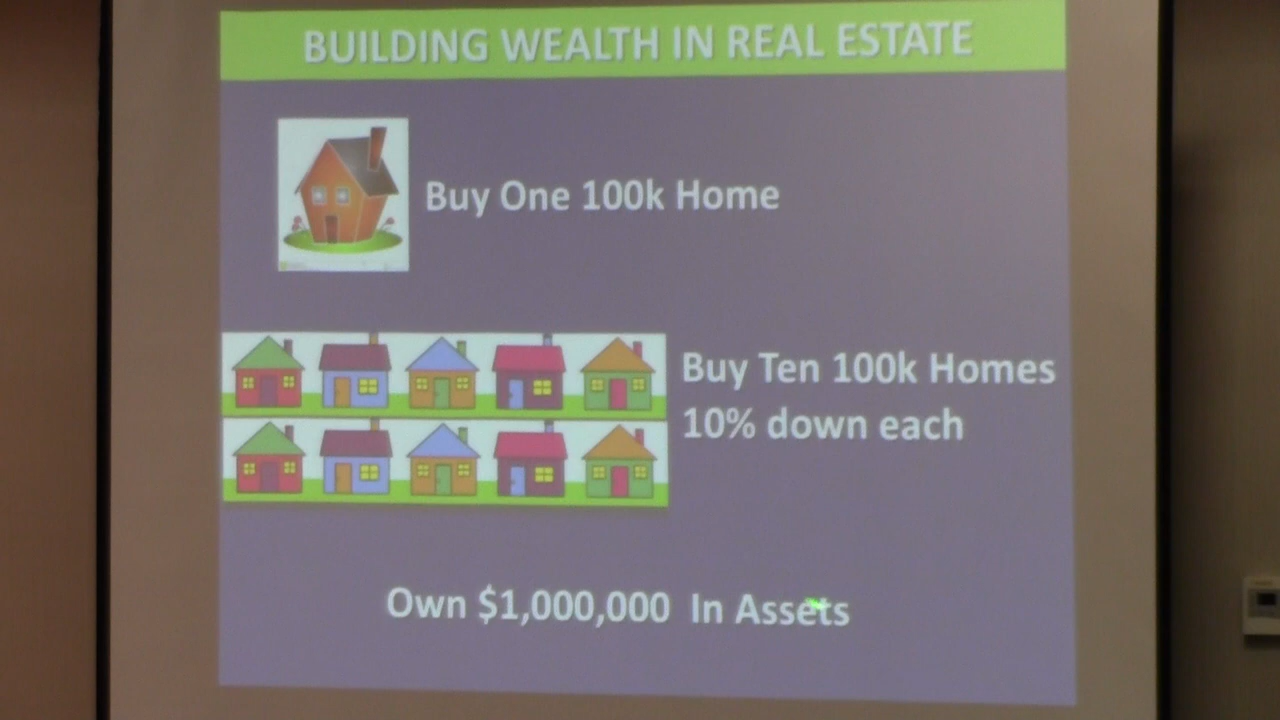 BUILDING WEALTH IN REAL ESTATE
Buy One 100k Home
Buy Ten 100k Homes
10% down each
Own $1,000,000 In Assets